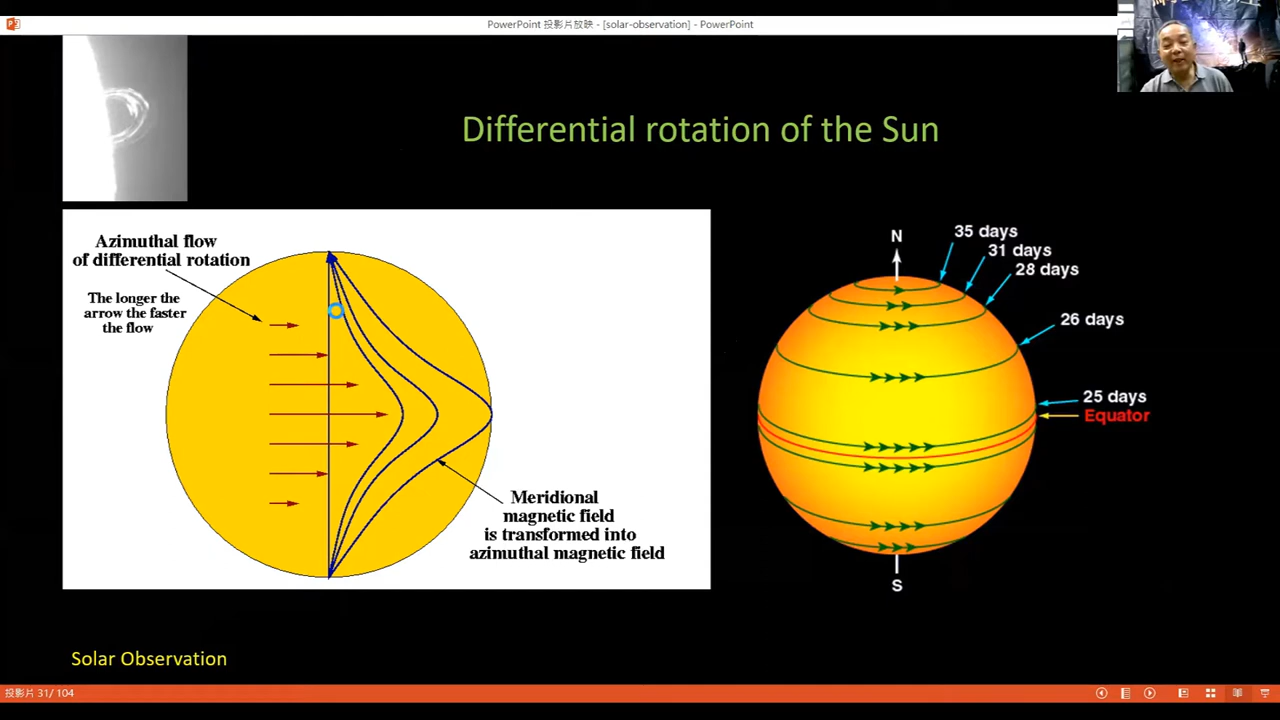 PowerPoint 投影片放映 - [solar-observation] - PowerPoint
Differential rotation of the Sun
Azimuthal flow
of differential rotation
The longer the
arrow the faster
the flow
Meridional
magnetic field
is transformed into
azimuthal magnetic field
N
35 days
31 days
28 days
26 days
25 days
Equator
S
Solar Observation
投影片 31/ 104